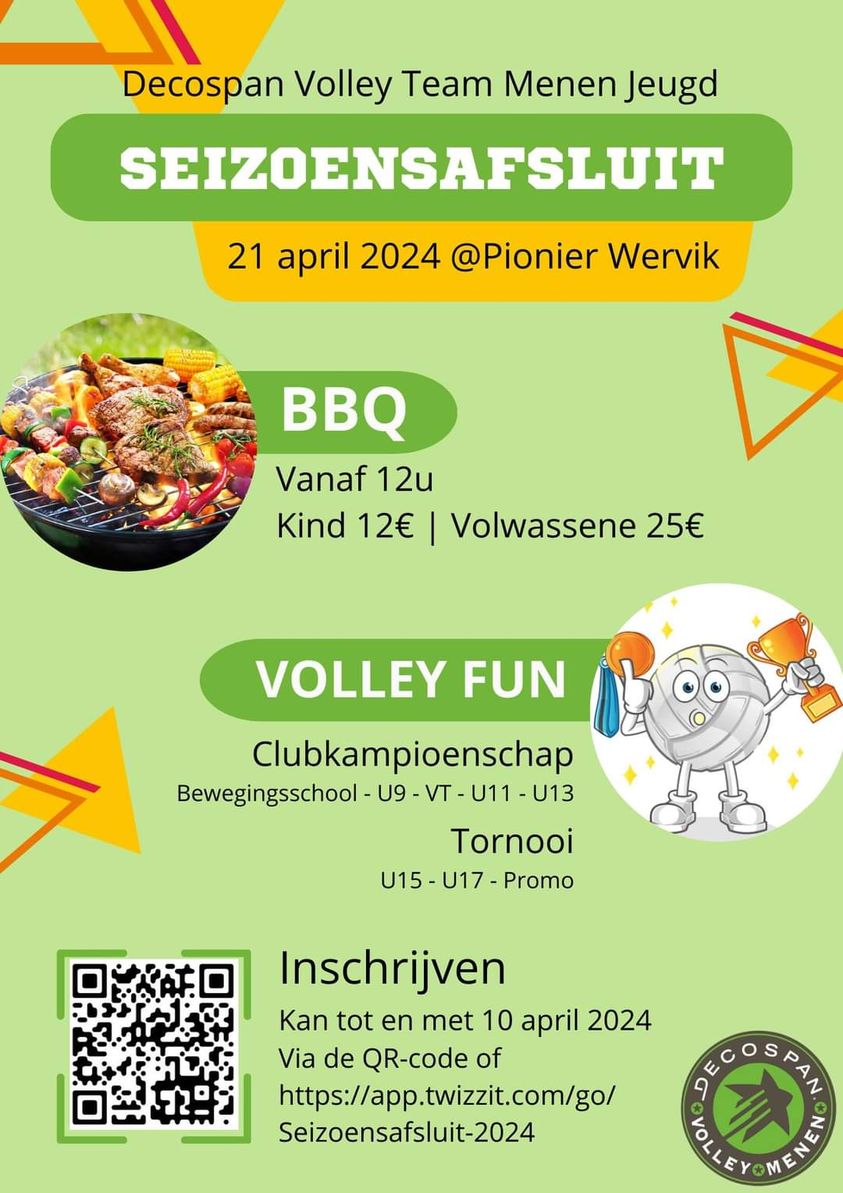 Decospan Volley Team Menen Jeugd
SEIZOENSAFSLUIT
21 april 2024 @Pionier Wervik
BBQ
Vanaf 12u
Kind 12€ | Volwassene 25€
VOLLEY FUN
Clubkampioenschap
Bewegingsschool - U9 - VT - U11 - U13
Tornooi
U15 - U17 - Promo
Inschrijven
Kan tot en met 10 april 2024
Via de QR-code of
https://app.twizzit.com/go/
Seizoensafsluit-2024
DECOSPAN
VOLLEY MENEN